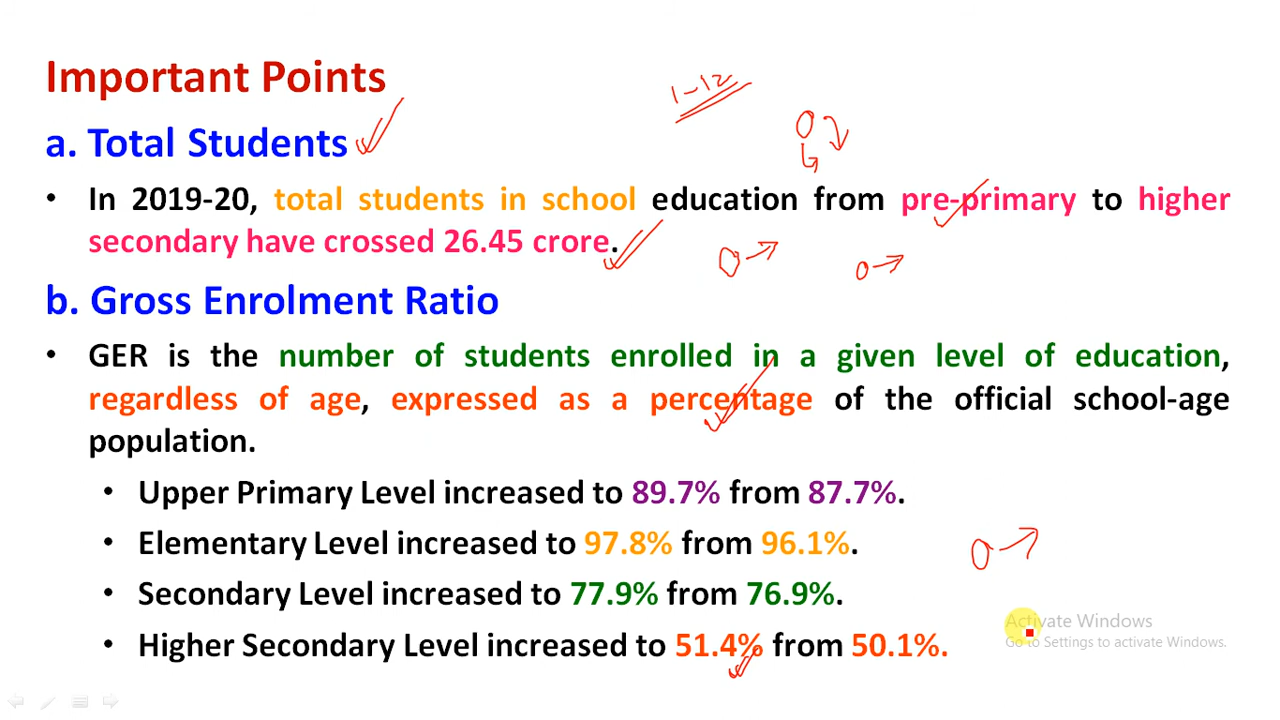 Important Points
1-12
a. Total Students
• In 2019-20, total students in school education from pre-primary to higher
secondary have crossed 26.45 crore.
b. Gross Enrolment Ratio
• GER is the number of students enrolled in a given level of education,
regardless of age, expressed as a percentage of the official school-age
population.
• Upper Primary Level increased to 89.7% from 87.7%.
• Elementary Level increased to 97.8% from 96.1%.
• Secondary Level increased to 77.9% from 76.9%.
• Higher Secondary Level increased to 51.4% from 50.1%.
Activate Windows
Go to Settings to activate Windows.